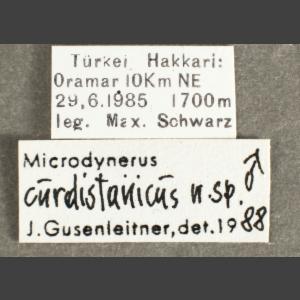 Türkei Hakkari:
Oramar 10Km NE
29.6.1985 1700m
leg. Max. Schwarz
Microdynerus
curdistanicus n.sp. ♂
J. Gusenleitner, det. 1988